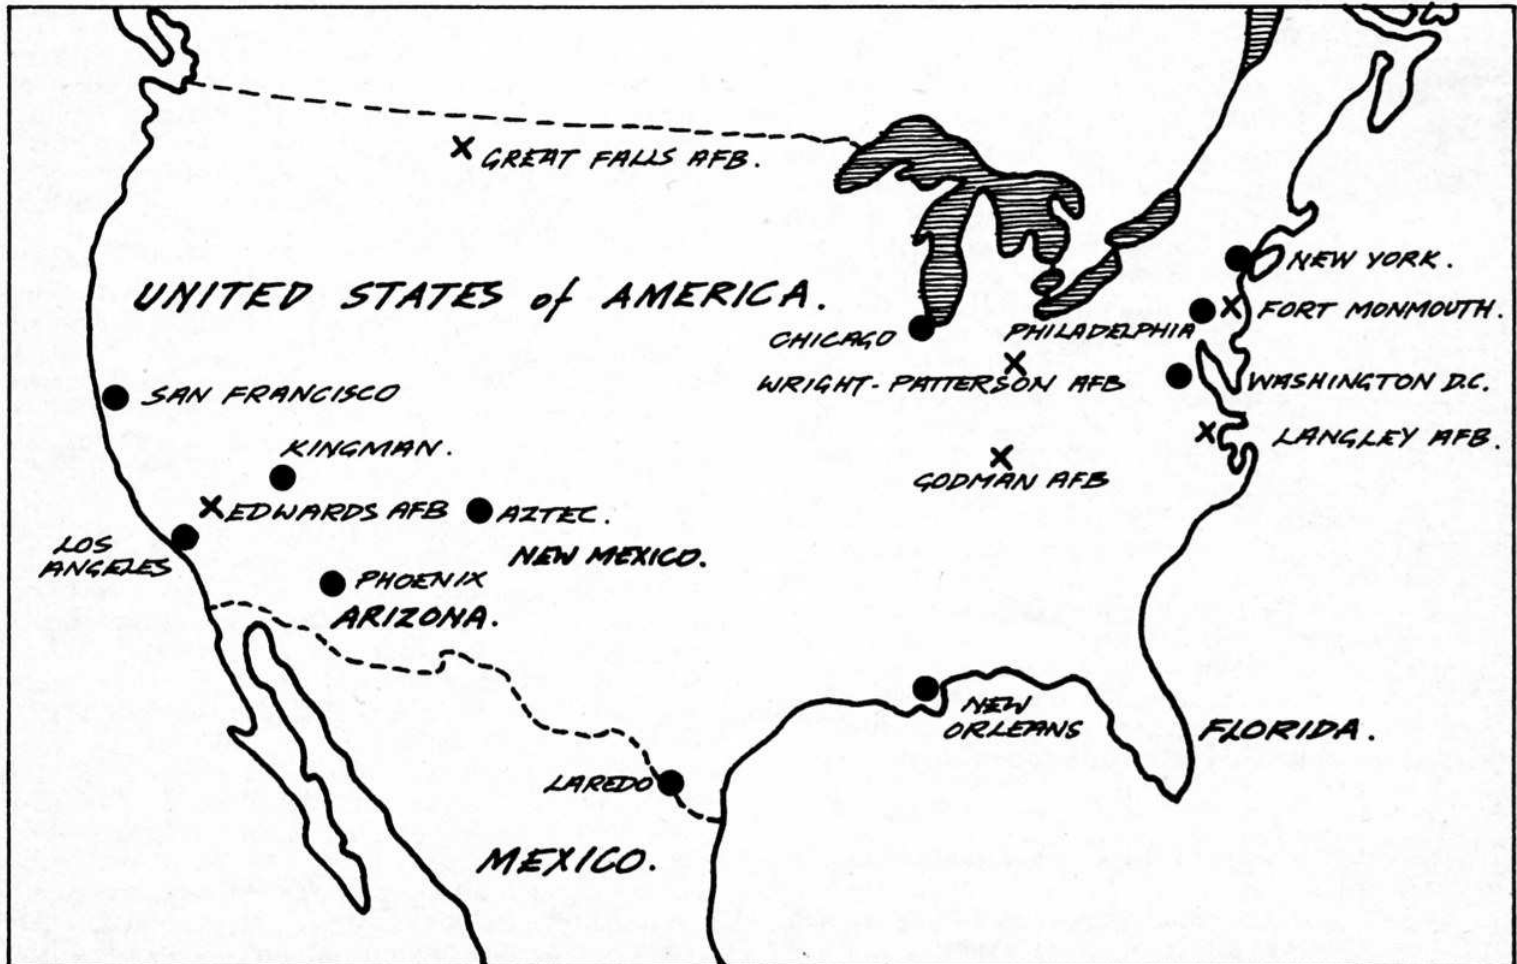 GREAT FALLS AFB.
NEW YORK.
UNITED STATES of AMERICA.
FORT MONMOUTH.
CHICAGO
PHILADELPHIA
WRIGHT-PATTERSON AFB
WASHINGTON D.C.
SAN FRANCISCO
LANGLEY AFB.
KINGMAN.
GODMAN AFB
EDWARDS AFB
AZTEC.
NEW MEXICO.
LOS
ANGELES
PHOENIX
ARIZONA.
NEW
ORLEANS
FLORIDA.
LAREDO
MEXICO.